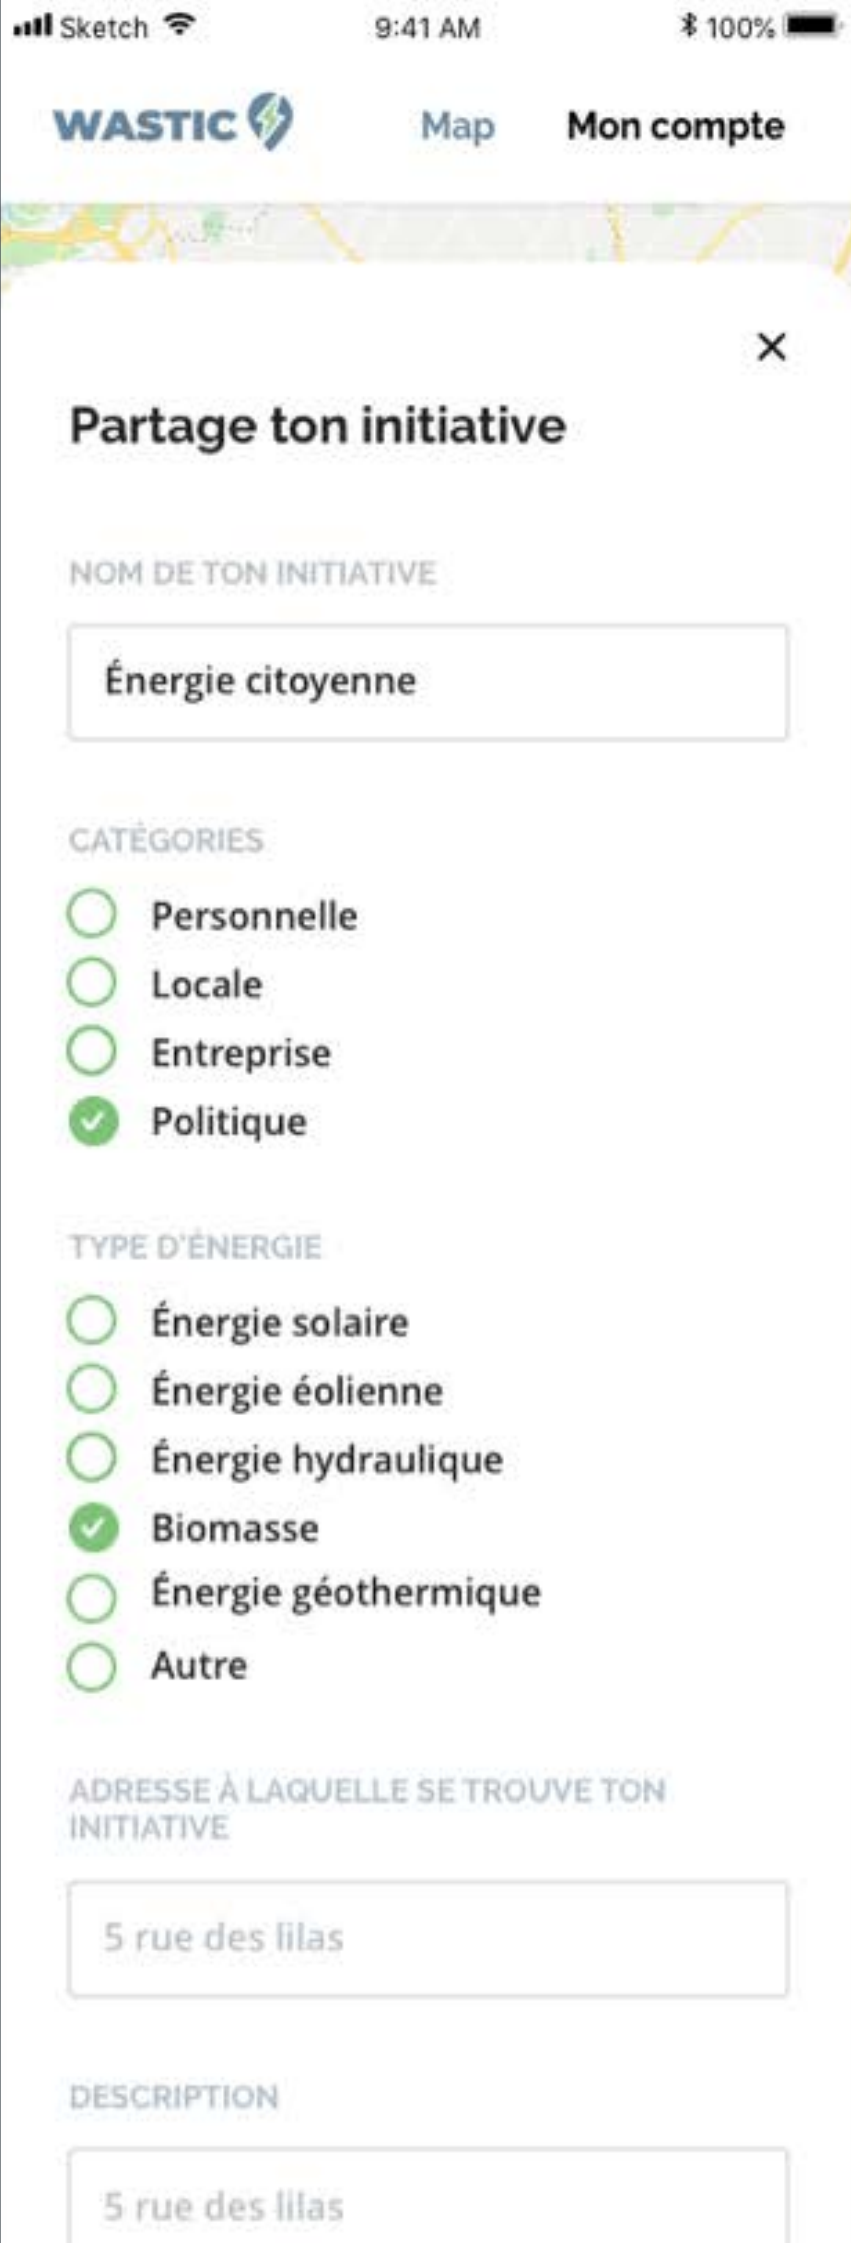 Sketch 9:41 AM 100%
WASTIC Map Mon compte
Partage ton initiative
NOM DE TON INITIATIVE
Énergie citoyenne
CATÉGORIES
Personnelle
Locale
Entreprise
Politique
TYPE D'ÉNERGIE
Énergie solaire
Énergie éolienne
Énergie hydraulique
Biomasse
Énergie géothermique
Autre
ADRESSE À LAQUELLE SE TROUVE TON
INITIATIVE
5 rue des lilas
DESCRIPTION
5 rue des lilas